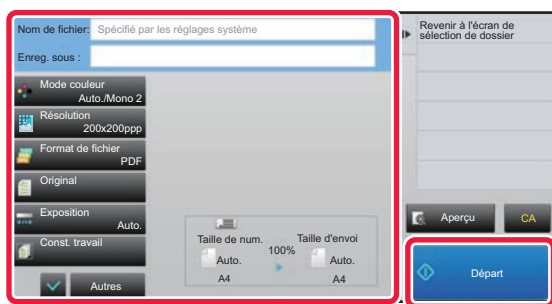 Nom de fichier: Spécifié par les réglages système
Enreg. sous :
Mode couleur
Auto./Mono 2
Résolution
200x200ppp
Format de fichier
PDF
Original
Exposition
Auto.
Const. travail
Autres
Taille de num.
100%
Taille d'envoi
Auto.
Auto.
A4
A4
Revenir à l'écran de
sélection de dossier
Aperçu
CA
Départ